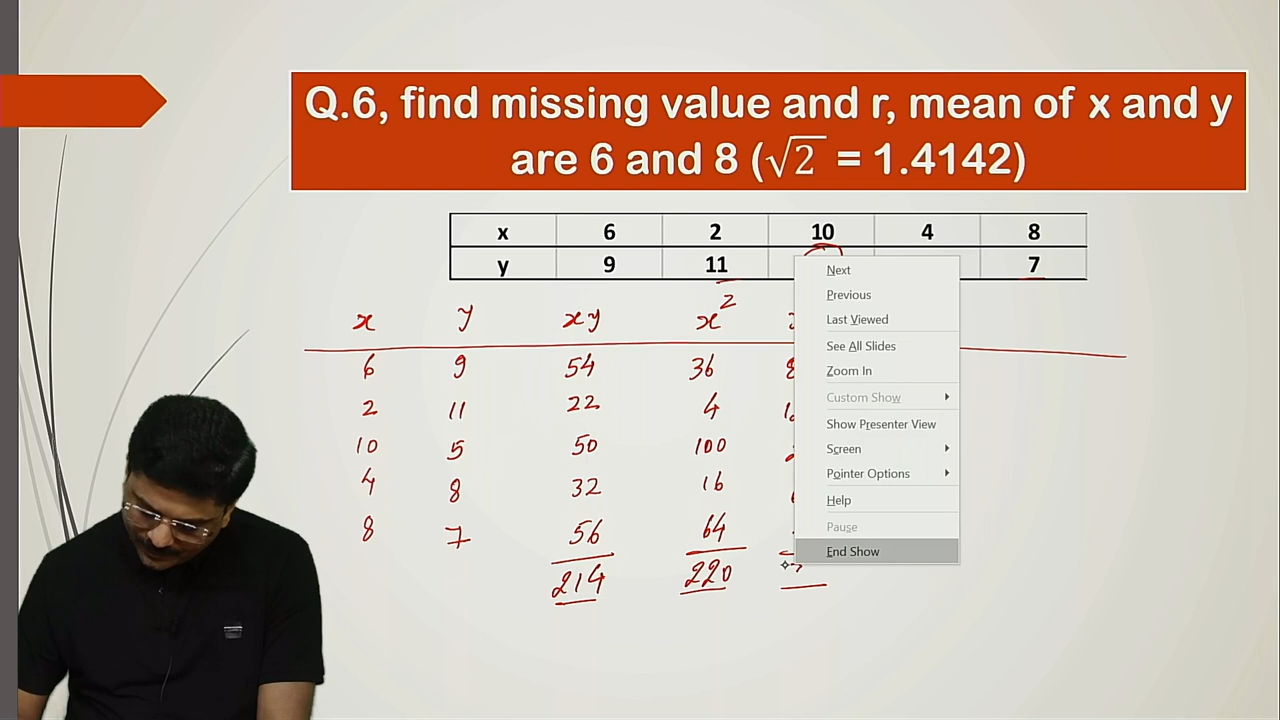 Q.6, find missing value and r, mean of x and y
are 6 and 8 (√2 = 1.4142)
x 6 2 10 4 8
y 9 11 7
x y xy x²
6 9 54 36
2 11 22 4
10 5 50 100
4 8 32 16
8 7 56 64
214 220
Next
Previous
Last Viewed
See All Slides
Zoom In
Custom Show
Show Presenter View
Screen
Pointer Options
Help
Pause
End Show